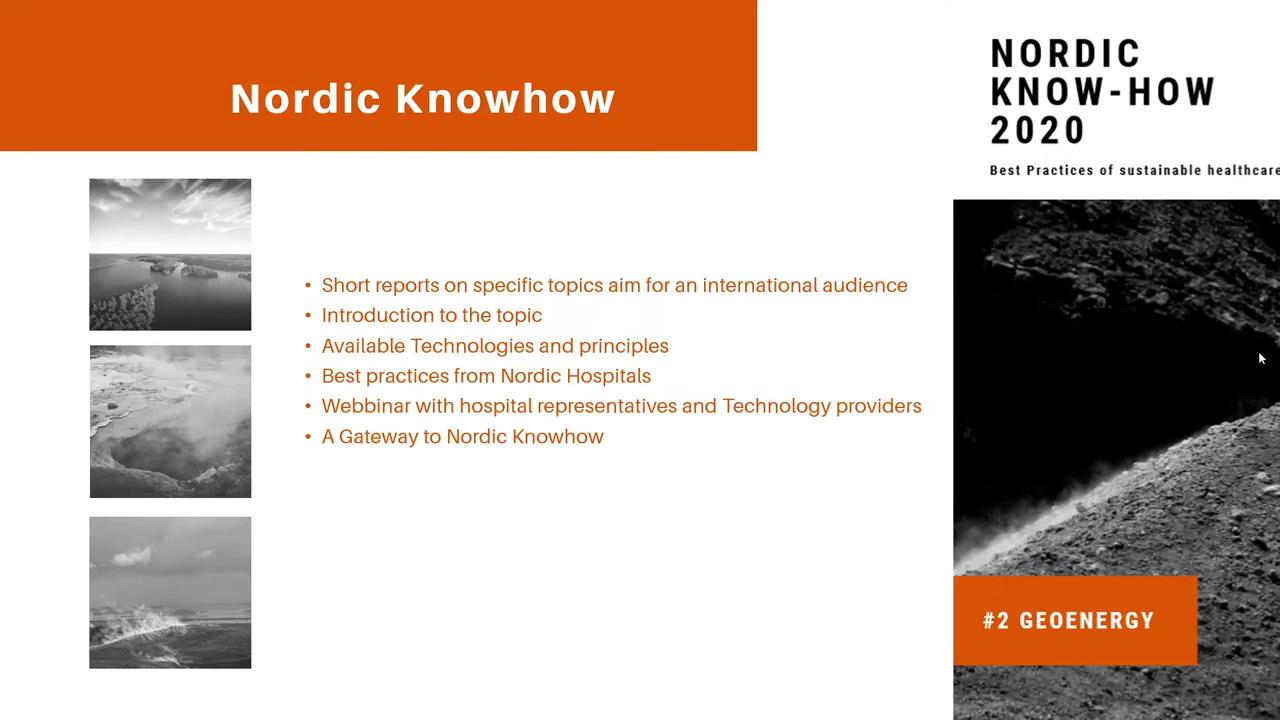 Nordic Knowhow
• Short reports on specific topics aim for an international audience
• Introduction to the topic
• Available Technologies and principles
• Best practices from Nordic Hospitals
• Webbinar with hospital representatives and Technology providers
• A Gateway to Nordic Knowhow
NORDIC
KNOW-HOW
2020
Best Practices of sustainable healthcare
#2 GEOENERGY